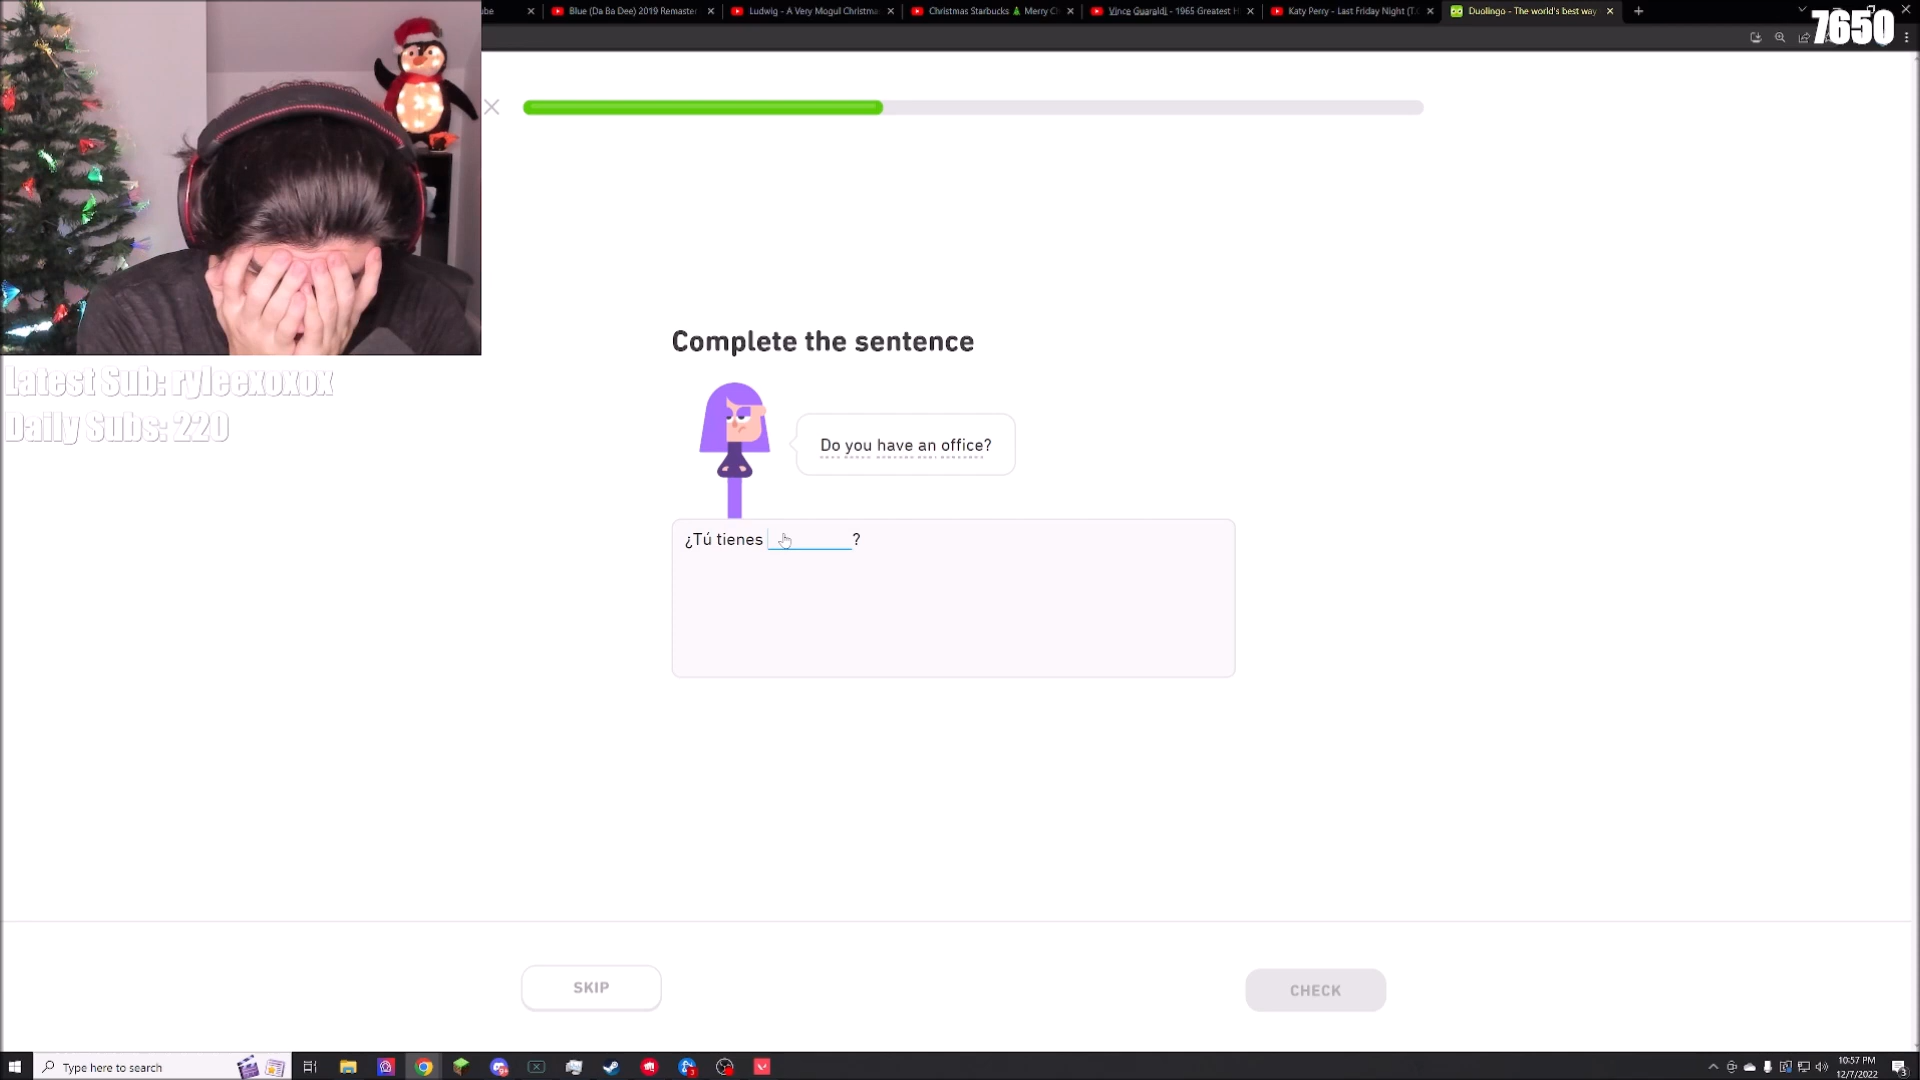 ube
Blue (Da Ba Dee) 2019 Remaster
Ludwig - A Very Mogul Christma
Christmas Starbucks 🎄 Merry C
Vince Guaraldi - 1965 Greatest H
Katy Perry - Last Friday Night (T.
Duolingo - The world's best way
7650
Complete the sentence
Do you have an office?
¿Tú tienes ?
Latest Sub: ryleexoxox
Daily Subs: 220
SKIP
CHECK
Type here to search
10:57 PM
12/7/2022